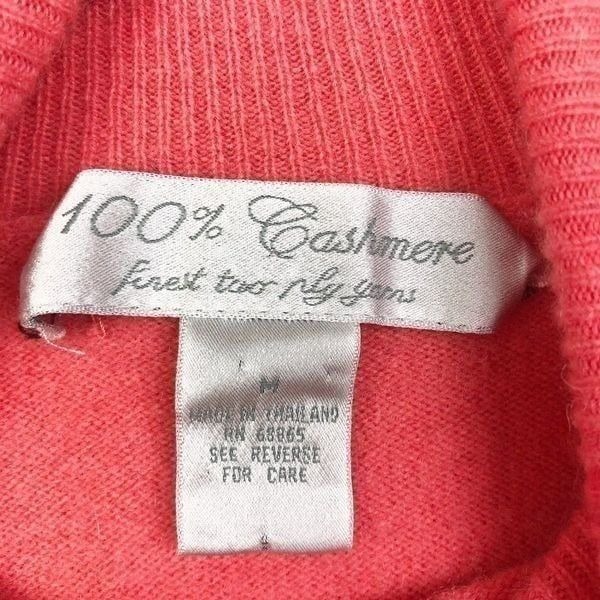 100% Cashmere
finest two ply yarns
M
MADE IN THAILAND
RN 68865
SEE REVERSE
FOR CARE